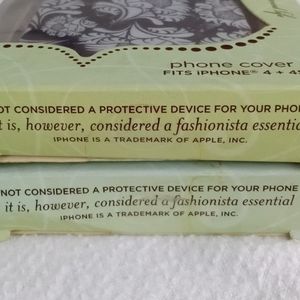 phone cover
FITS iPHONE® 4 + 4S
NOT CONSIDERED A PROTECTIVE DEVICE FOR YOUR PHONE
it is, however, considered a fashionista essential
IPHONE IS A TRADEMARK OF APPLE, INC.
NOT CONSIDERED A PROTECTIVE DEVICE FOR YOUR PHONE
it is, however, considered a fashionista essential
IPHONE IS A TRADEMARK OF APPLE, INC.